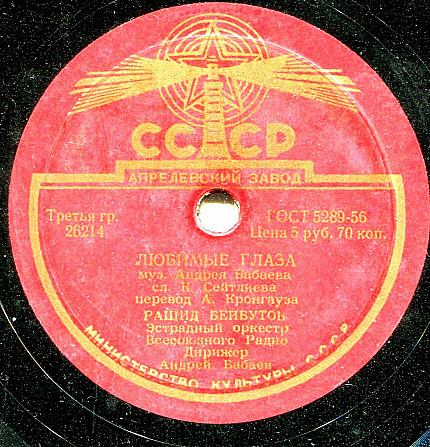 СССР
АПРЕЛЕВСКИЙ ЗАВОД
Третья гр.
26214
ГОСТ 5289-56
Цена 5 руб. 70 коп.
ЛЮБИМЫЕ ГЛАЗА
муз. Андрея Бабаева
сл. К. Сейтлиева
перевод А. Кронгауза
РАШИД БЕЙБУТОВ
Эстрадный оркестр
Всесоюзного Радио
Дирижер
Андрей Бабаев
МИНИСТЕРСТВО КУЛЬТУРЫ СССР